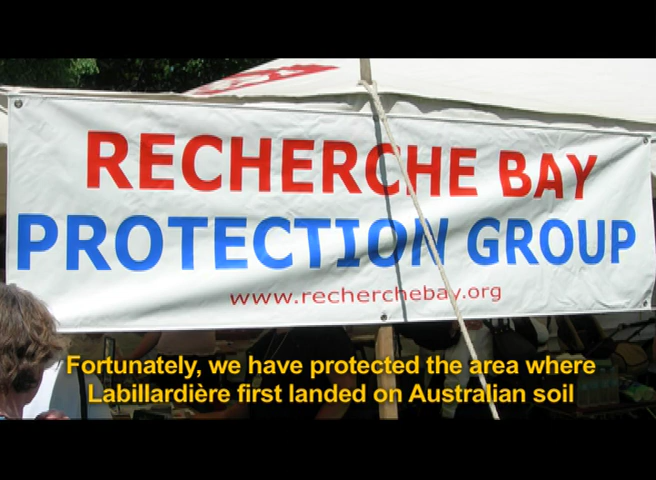 RECHERCHE BAY
PROTECTION GROUP
www.recherchebay.org
Fortunately, we have protected the area where
Labillardière first landed on Australian soil